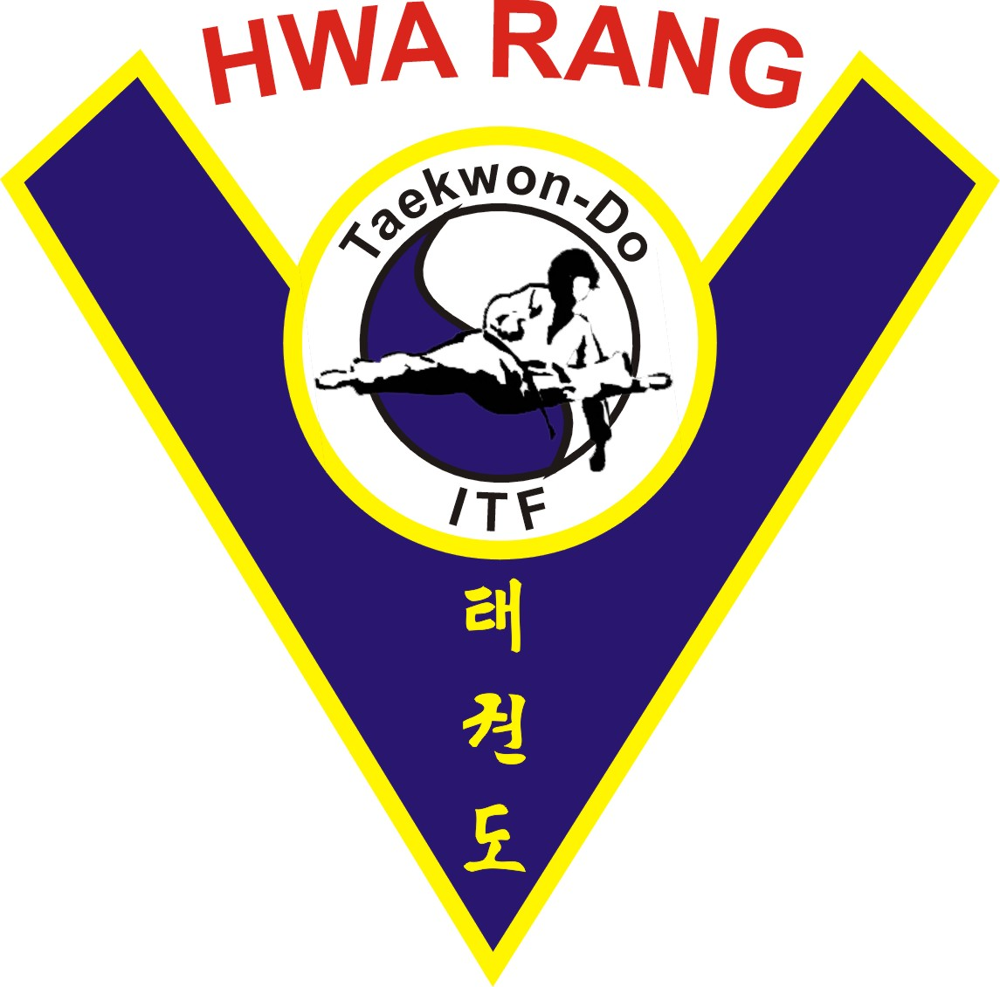 HWA RANG
Taekwon-Do
ITF
태
권
도